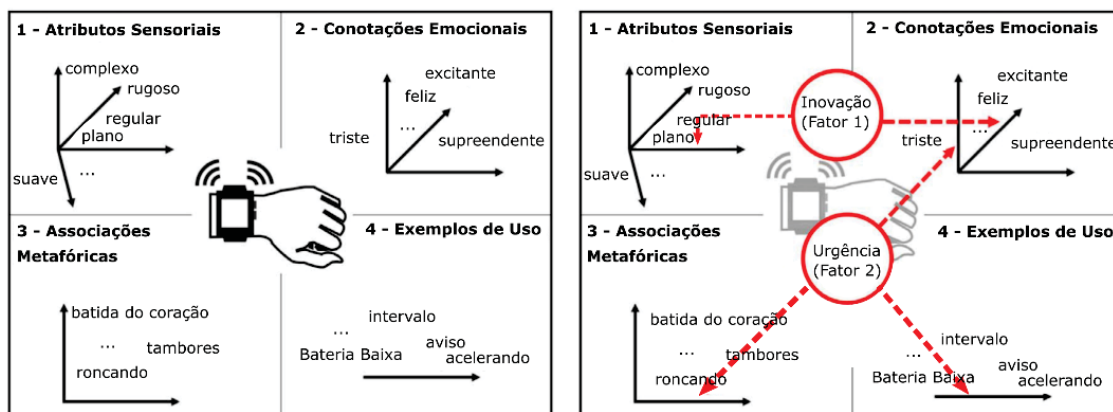 1 - Atributos Sensoriais
complexo
rugoso
regular
plano
...
suave
2 - Conotações Emocionais
excitante
feliz
...
triste
supreendente
3 - Associações
Metafóricas
batida do coração
... tambores
roncando
4 - Exemplos de Uso
intervalo
...
aviso
Bateria Baixa
acelerando
1 - Atributos Sensoriais
complexo
rugoso
regular
plano
...
suave
Inovação
(Fator 1)
2 - Conotações Emocionais
excitante
feliz
...
triste
supreendente
3 - Associações
Metafóricas
Urgência
(Fator 2)
batida do coração
... tambores
roncando
4 - Exemplos de Uso
intervalo
...
aviso
Bateria Baixa
acelerando